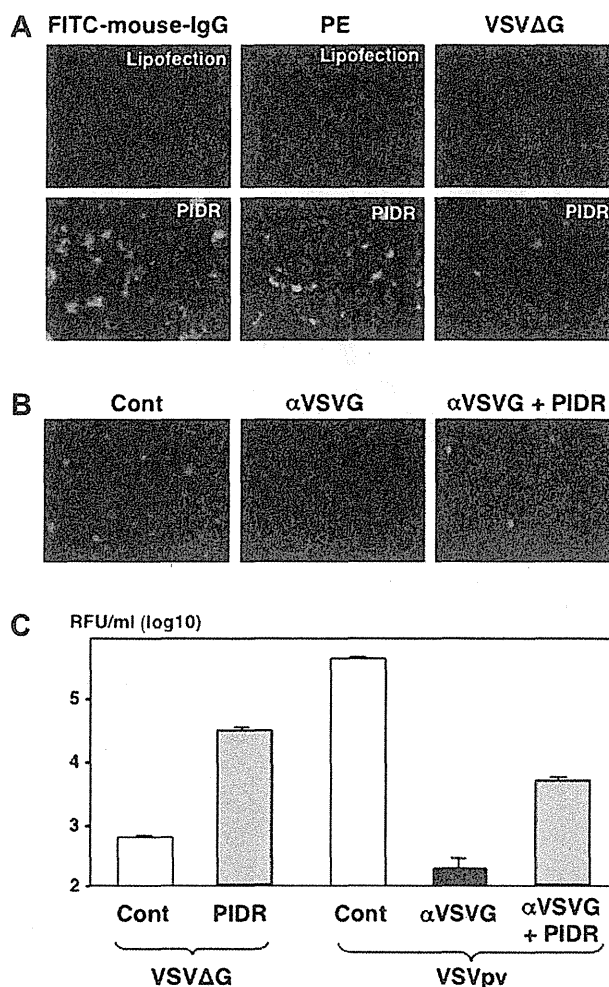 A
FITC-mouse-IgG PE VSVΔG
Lipofection Lipofection
PIDR PIDR PIDR
B
Cont αVSVG αVSVG + PIDR
C
RFU/ml (log10)
5
4
3
2
Cont PIDR Cont αVSVG αVSVG + PIDR
VSVΔG VSVpv